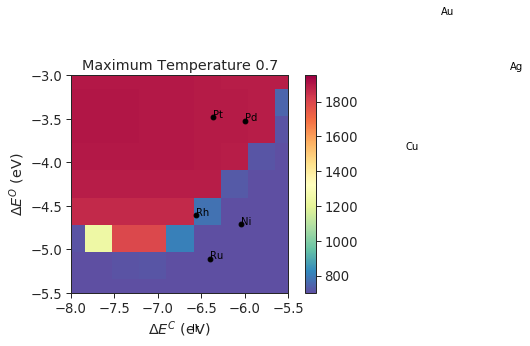 Au
Maximum Temperature 0.7
Ag
−3.0
−3.5
−4.0
−4.5
−5.0
−5.5
ΔE^O (eV)
Pt
Pd
Cu
Rh
Ni
Ru
1800
1600
1400
1200
1000
800
−8.0 −7.5 −7.0 −6.5 −6.0 −5.5
ΔE^C (eV)
Ir